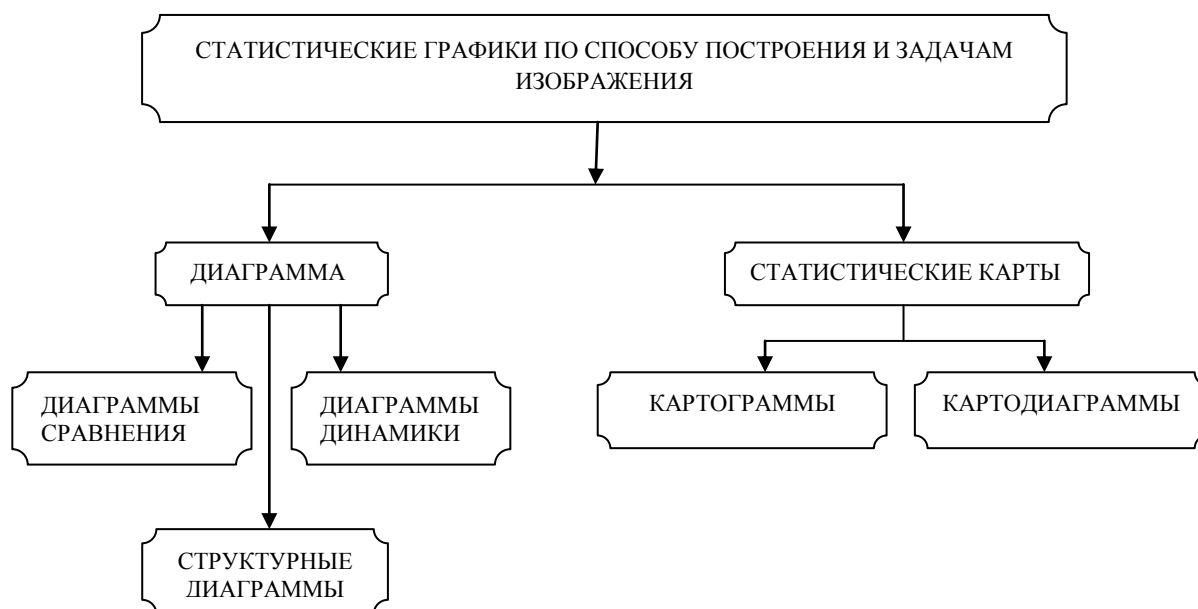 СТАТИСТИЧЕСКИЕ ГРАФИКИ ПО СПОСОБУ ПОСТРОЕНИЯ И ЗАДАЧАМ
ИЗОБРАЖЕНИЯ
ДИАГРАММА
СТАТИСТИЧЕСКИЕ КАРТЫ
ДИАГРАММЫ
СРАВНЕНИЯ
ДИАГРАММЫ
ДИНАМИКИ
КАРТОГРАММЫ
КАРТОДИАГРАММЫ
СТРУКТУРНЫЕ
ДИАГРАММЫ